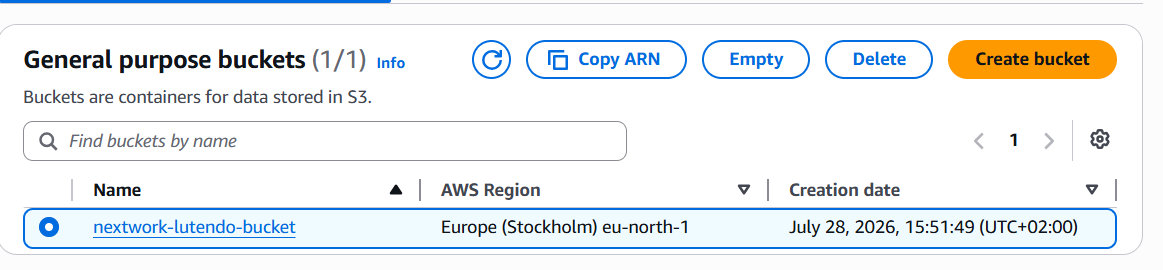 General purpose buckets (1/1) Info
Copy ARN
Empty
Delete
Create bucket
Buckets are containers for data stored in S3.
Find buckets by name
1
Name AWS Region Creation date
nextwork-lutendo-bucket Europe (Stockholm) eu-north-1 July 28, 2026, 15:51:49 (UTC+02:00)